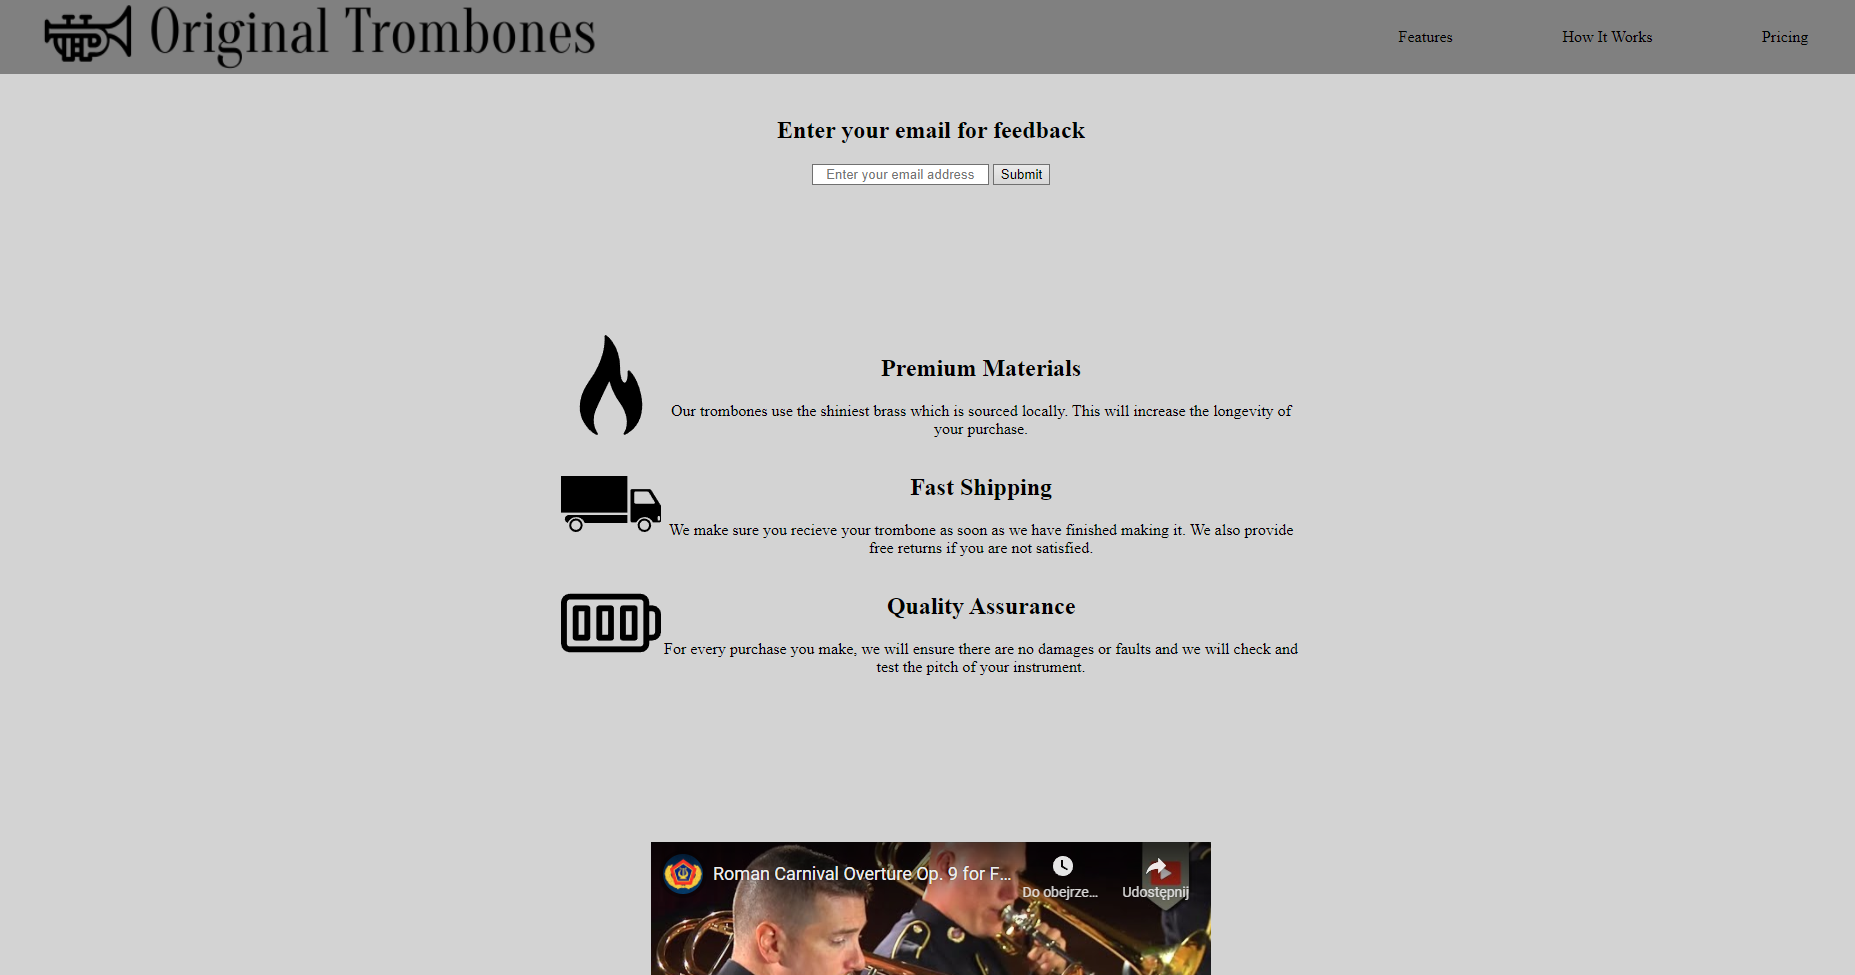 Original Trombones
Features
How It Works
Pricing
Enter your email for feedback
Enter your email address
Submit
Premium Materials
Our trombones use the shiniest brass which is sourced locally. This will increase the longevity of
your purchase.
Fast Shipping
We make sure you recieve your trombone as soon as we have finished making it. We also provide
free returns if you are not satisfied.
Quality Assurance
For every purchase you make, we will ensure there are no damages or faults and we will check and
test the pitch of your instrument.
Roman Carnival Overture Op. 9 for F...
Do obejrze...
Udostępnij